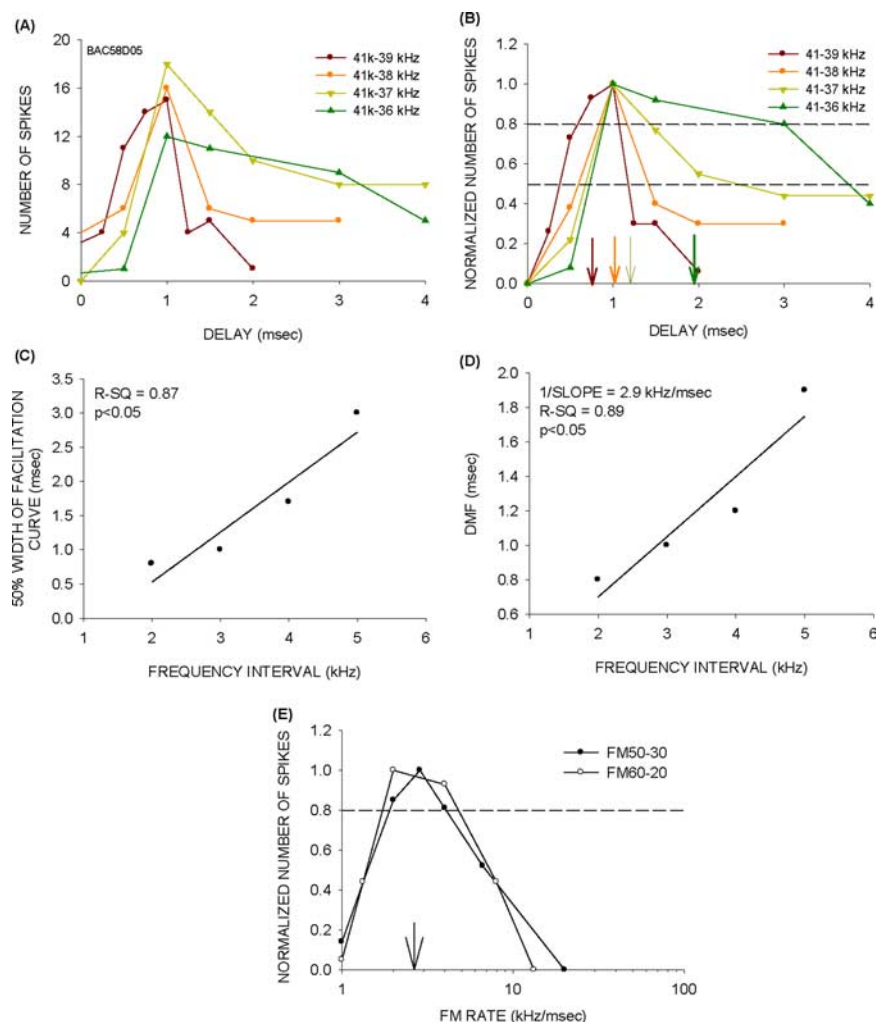 (A)
BAC58D05
20
16
12
8
4
0
NUMBER OF SPIKES
0 1 2 3 4
DELAY (msec)
41k-39 kHz
41k-38 kHz
41k-37 kHz
41k-36 kHz
(B)
1.2
1.0
0.8
0.6
0.4
0.2
0.0
NORMALIZED NUMBER OF SPIKES
0 1 2 3 4
DELAY (msec)
41-39 kHz
41-38 kHz
41-37 kHz
41-36 kHz
(C)
R-SQ = 0.87
p<0.05
3.5
3.0
2.5
2.0
1.5
1.0
0.5
0.0
50% WIDTH OF FACILITATION
CURVE (msec)
1 2 3 4 5 6
FREQUENCY INTERVAL (kHz)
(D)
1/SLOPE = 2.9 kHz/msec
R-SQ = 0.89
p<0.05
2.0
1.8
1.6
1.4
1.2
1.0
0.8
0.6
DMF (msec)
1 2 3 4 5 6
FREQUENCY INTERVAL (kHz)
(E)
1.2
1.0
0.8
0.6
0.4
0.2
0.0
NORMALIZED NUMBER OF SPIKES
FM50-30
FM60-20
1 10 100
FM RATE (kHz/msec)